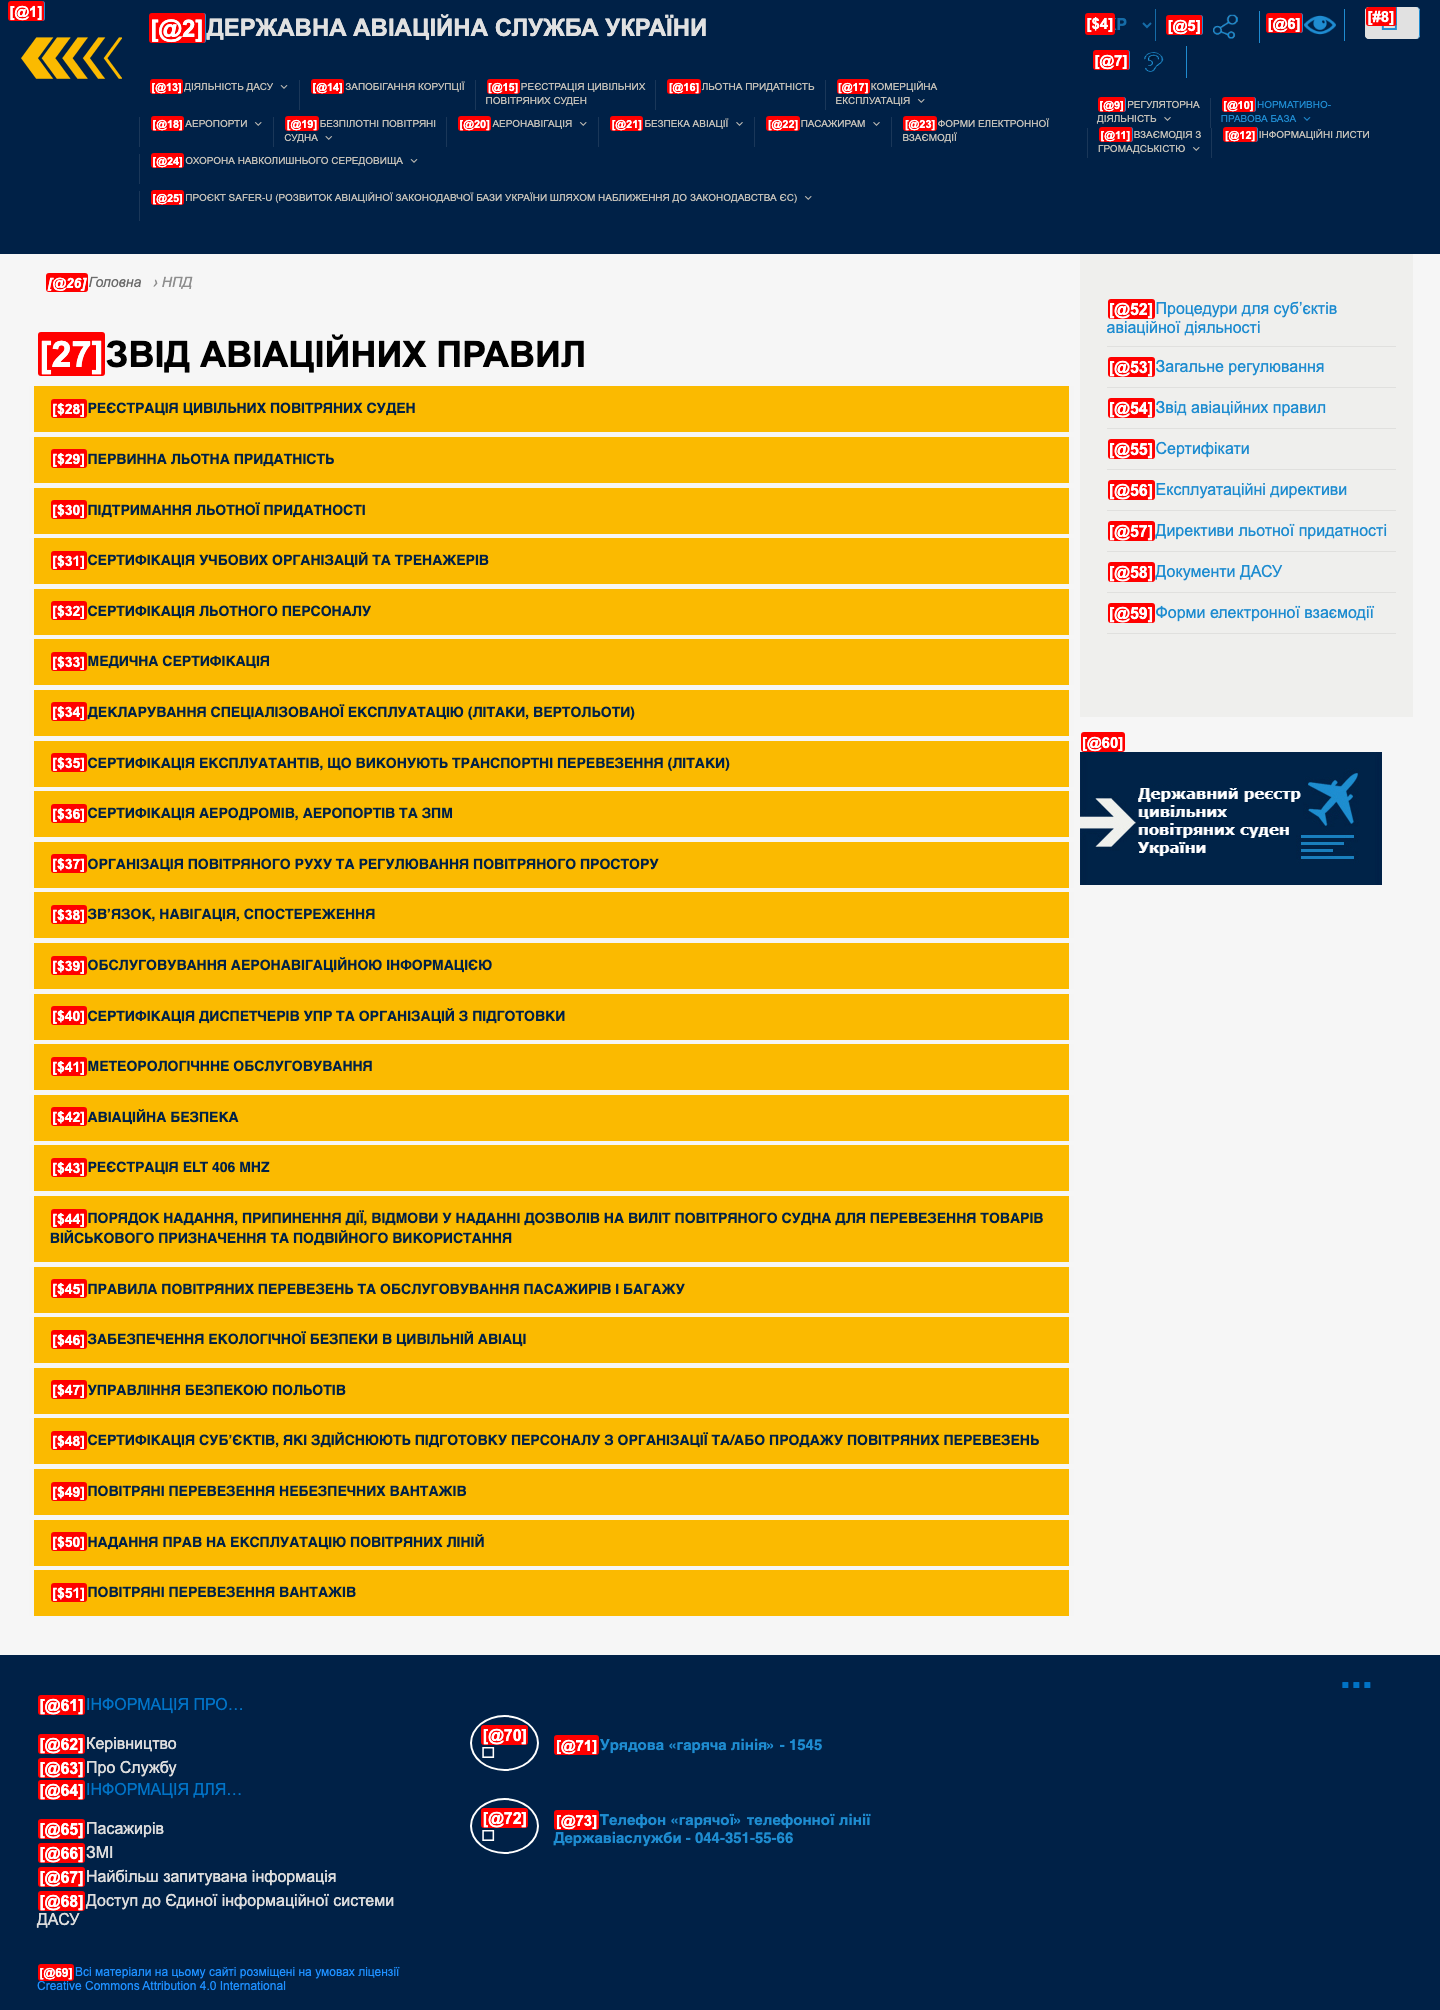 [@1]
[@2]ДЕРЖАВНА АВІАЦІЙНА СЛУЖБА УКРАЇНИ
[$4]Р
[@5]
[@6]
[#8]
[@7]
[@13]ДІЯЛЬНІСТЬ ДАСУ
[@14]ЗАПОБІГАННЯ КОРУПЦІЇ
[@15]РЕЄСТРАЦІЯ ЦИВІЛЬНИХ
ПОВІТРЯНИХ СУДЕН
[@16]ЛЬОТНА ПРИДАТНІСТЬ
[@17]КОМЕРЦІЙНА
ЕКСПЛУАТАЦІЯ
[@18]АЕРОПОРТИ
[@19]БЕЗПІЛОТНІ ПОВІТРЯНІ
СУДНА
[@20]АЕРОНАВІГАЦІЯ
[@21]БЕЗПЕКА АВІАЦІЇ
[@22]ПАСАЖИРАМ
[@23]ФОРМИ ЕЛЕКТРОННОЇ
ВЗАЄМОДІЇ
[@24]ОХОРОНА НАВКОЛИШНЬОГО СЕРЕДОВИЩА
[@25]ПРОЄКТ SAFER-U (РОЗВИТОК АВІАЦІЙНОЇ ЗАКОНОДАВЧОЇ БАЗИ УКРАЇНИ ШЛЯХОМ НАБЛИЖЕННЯ ДО ЗАКОНОДАВСТВА ЄС)
[@9]РЕГУЛЯТОРНА
ДІЯЛЬНІСТЬ
[@10]НОРМАТИВНО-
ПРАВОВА БАЗА
[@11]ВЗАЄМОДІЯ З
ГРОМАДСЬКІСТЮ
[@12]ІНФОРМАЦІЙНІ ЛИСТИ
[@26]Головна › НПД
[27]ЗВІД АВІАЦІЙНИХ ПРАВИЛ
[$28]РЕЄСТРАЦІЯ ЦИВІЛЬНИХ ПОВІТРЯНИХ СУДЕН
[$29]ПЕРВИННА ЛЬОТНА ПРИДАТНІСТЬ
[$30]ПІДТРИМАННЯ ЛЬОТНОЇ ПРИДАТНОСТІ
[$31]СЕРТИФІКАЦІЯ УЧБОВИХ ОРГАНІЗАЦІЙ ТА ТРЕНАЖЕРІВ
[$32]СЕРТИФІКАЦІЯ ЛЬОТНОГО ПЕРСОНАЛУ
[$33]МЕДИЧНА СЕРТИФІКАЦІЯ
[$34]ДЕКЛАРУВАННЯ СПЕЦІАЛІЗОВАНОЇ ЕКСПЛУАТАЦІЮ (ЛІТАКИ, ВЕРТОЛЬОТИ)
[$35]СЕРТИФІКАЦІЯ ЕКСПЛУАТАНТІВ, ЩО ВИКОНУЮТЬ ТРАНСПОРТНІ ПЕРЕВЕЗЕННЯ (ЛІТАКИ)
[$36]СЕРТИФІКАЦІЯ АЕРОДРОМІВ, АЕРОПОРТІВ ТА ЗПМ
[$37]ОРГАНІЗАЦІЯ ПОВІТРЯНОГО РУХУ ТА РЕГУЛЮВАННЯ ПОВІТРЯНОГО ПРОСТОРУ
[$38]ЗВ'ЯЗОК, НАВІГАЦІЯ, СПОСТЕРЕЖЕННЯ
[$39]ОБСЛУГОВУВАННЯ АЕРОНАВІГАЦІЙНОЮ ІНФОРМАЦІЄЮ
[$40]СЕРТИФІКАЦІЯ ДИСПЕТЧЕРІВ УПР ТА ОРГАНІЗАЦІЙ З ПІДГОТОВКИ
[$41]МЕТЕОРОЛОГІЧННЕ ОБСЛУГОВУВАННЯ
[$42]АВІАЦІЙНА БЕЗПЕКА
[$43]РЕЄСТРАЦІЯ ELT 406 MHZ
[$44]ПОРЯДОК НАДАННЯ, ПРИПИНЕННЯ ДІЇ, ВІДМОВИ У НАДАННІ ДОЗВОЛІВ НА ВИЛІТ ПОВІТРЯНОГО СУДНА ДЛЯ ПЕРЕВЕЗЕННЯ ТОВАРІВ
ВІЙСЬКОВОГО ПРИЗНАЧЕННЯ ТА ПОДВІЙНОГО ВИКОРИСТАННЯ
[$45]ПРАВИЛА ПОВІТРЯНИХ ПЕРЕВЕЗЕНЬ ТА ОБСЛУГОВУВАННЯ ПАСАЖИРІВ І БАГАЖУ
[$46]ЗАБЕЗПЕЧЕННЯ ЕКОЛОГІЧНОЇ БЕЗПЕКИ В ЦИВІЛЬНІЙ АВІАЦІ
[$47]УПРАВЛІННЯ БЕЗПЕКОЮ ПОЛЬОТІВ
[$48]СЕРТИФІКАЦІЯ СУБ'ЄКТІВ, ЯКІ ЗДІЙСНЮЮТЬ ПІДГОТОВКУ ПЕРСОНАЛУ З ОРГАНІЗАЦІЇ ТА/АБО ПРОДАЖУ ПОВІТРЯНИХ ПЕРЕВЕЗЕНЬ
[$49]ПОВІТРЯНІ ПЕРЕВЕЗЕННЯ НЕБЕЗПЕЧНИХ ВАНТАЖІВ
[$50]НАДАННЯ ПРАВ НА ЕКСПЛУАТАЦІЮ ПОВІТРЯНИХ ЛІНІЙ
[$51]ПОВІТРЯНІ ПЕРЕВЕЗЕННЯ ВАНТАЖІВ
[@52]Процедури для суб'єктів
авіаційної діяльності
[@53]Загальне регулювання
[@54]Звід авіаційних правил
[@55]Сертифікати
[@56]Експлуатаційні директиви
[@57]Директиви льотної придатності
[@58]Документи ДАСУ
[@59]Форми електронної взаємодії
[@60]
Державний реєстр
цивільних
повітряних суден
України
[@61]ІНФОРМАЦІЯ ПРО…
[@62]Керівництво
[@63]Про Службу
[@64]ІНФОРМАЦІЯ ДЛЯ…
[@65]Пасажирів
[@66]ЗМІ
[@67]Найбільш запитувана інформація
[@68]Доступ до Єдиної інформаційної системи
ДАСУ
[@69]Всі матеріали на цьому сайті розміщені на умовах ліцензії
Creative Commons Attribution 4.0 International
[@70]
[@71]Урядова «гаряча лінія» - 1545
[@72]
[@73]Телефон «гарячої» телефонної лінії
Державіаслужби - 044-351-55-66